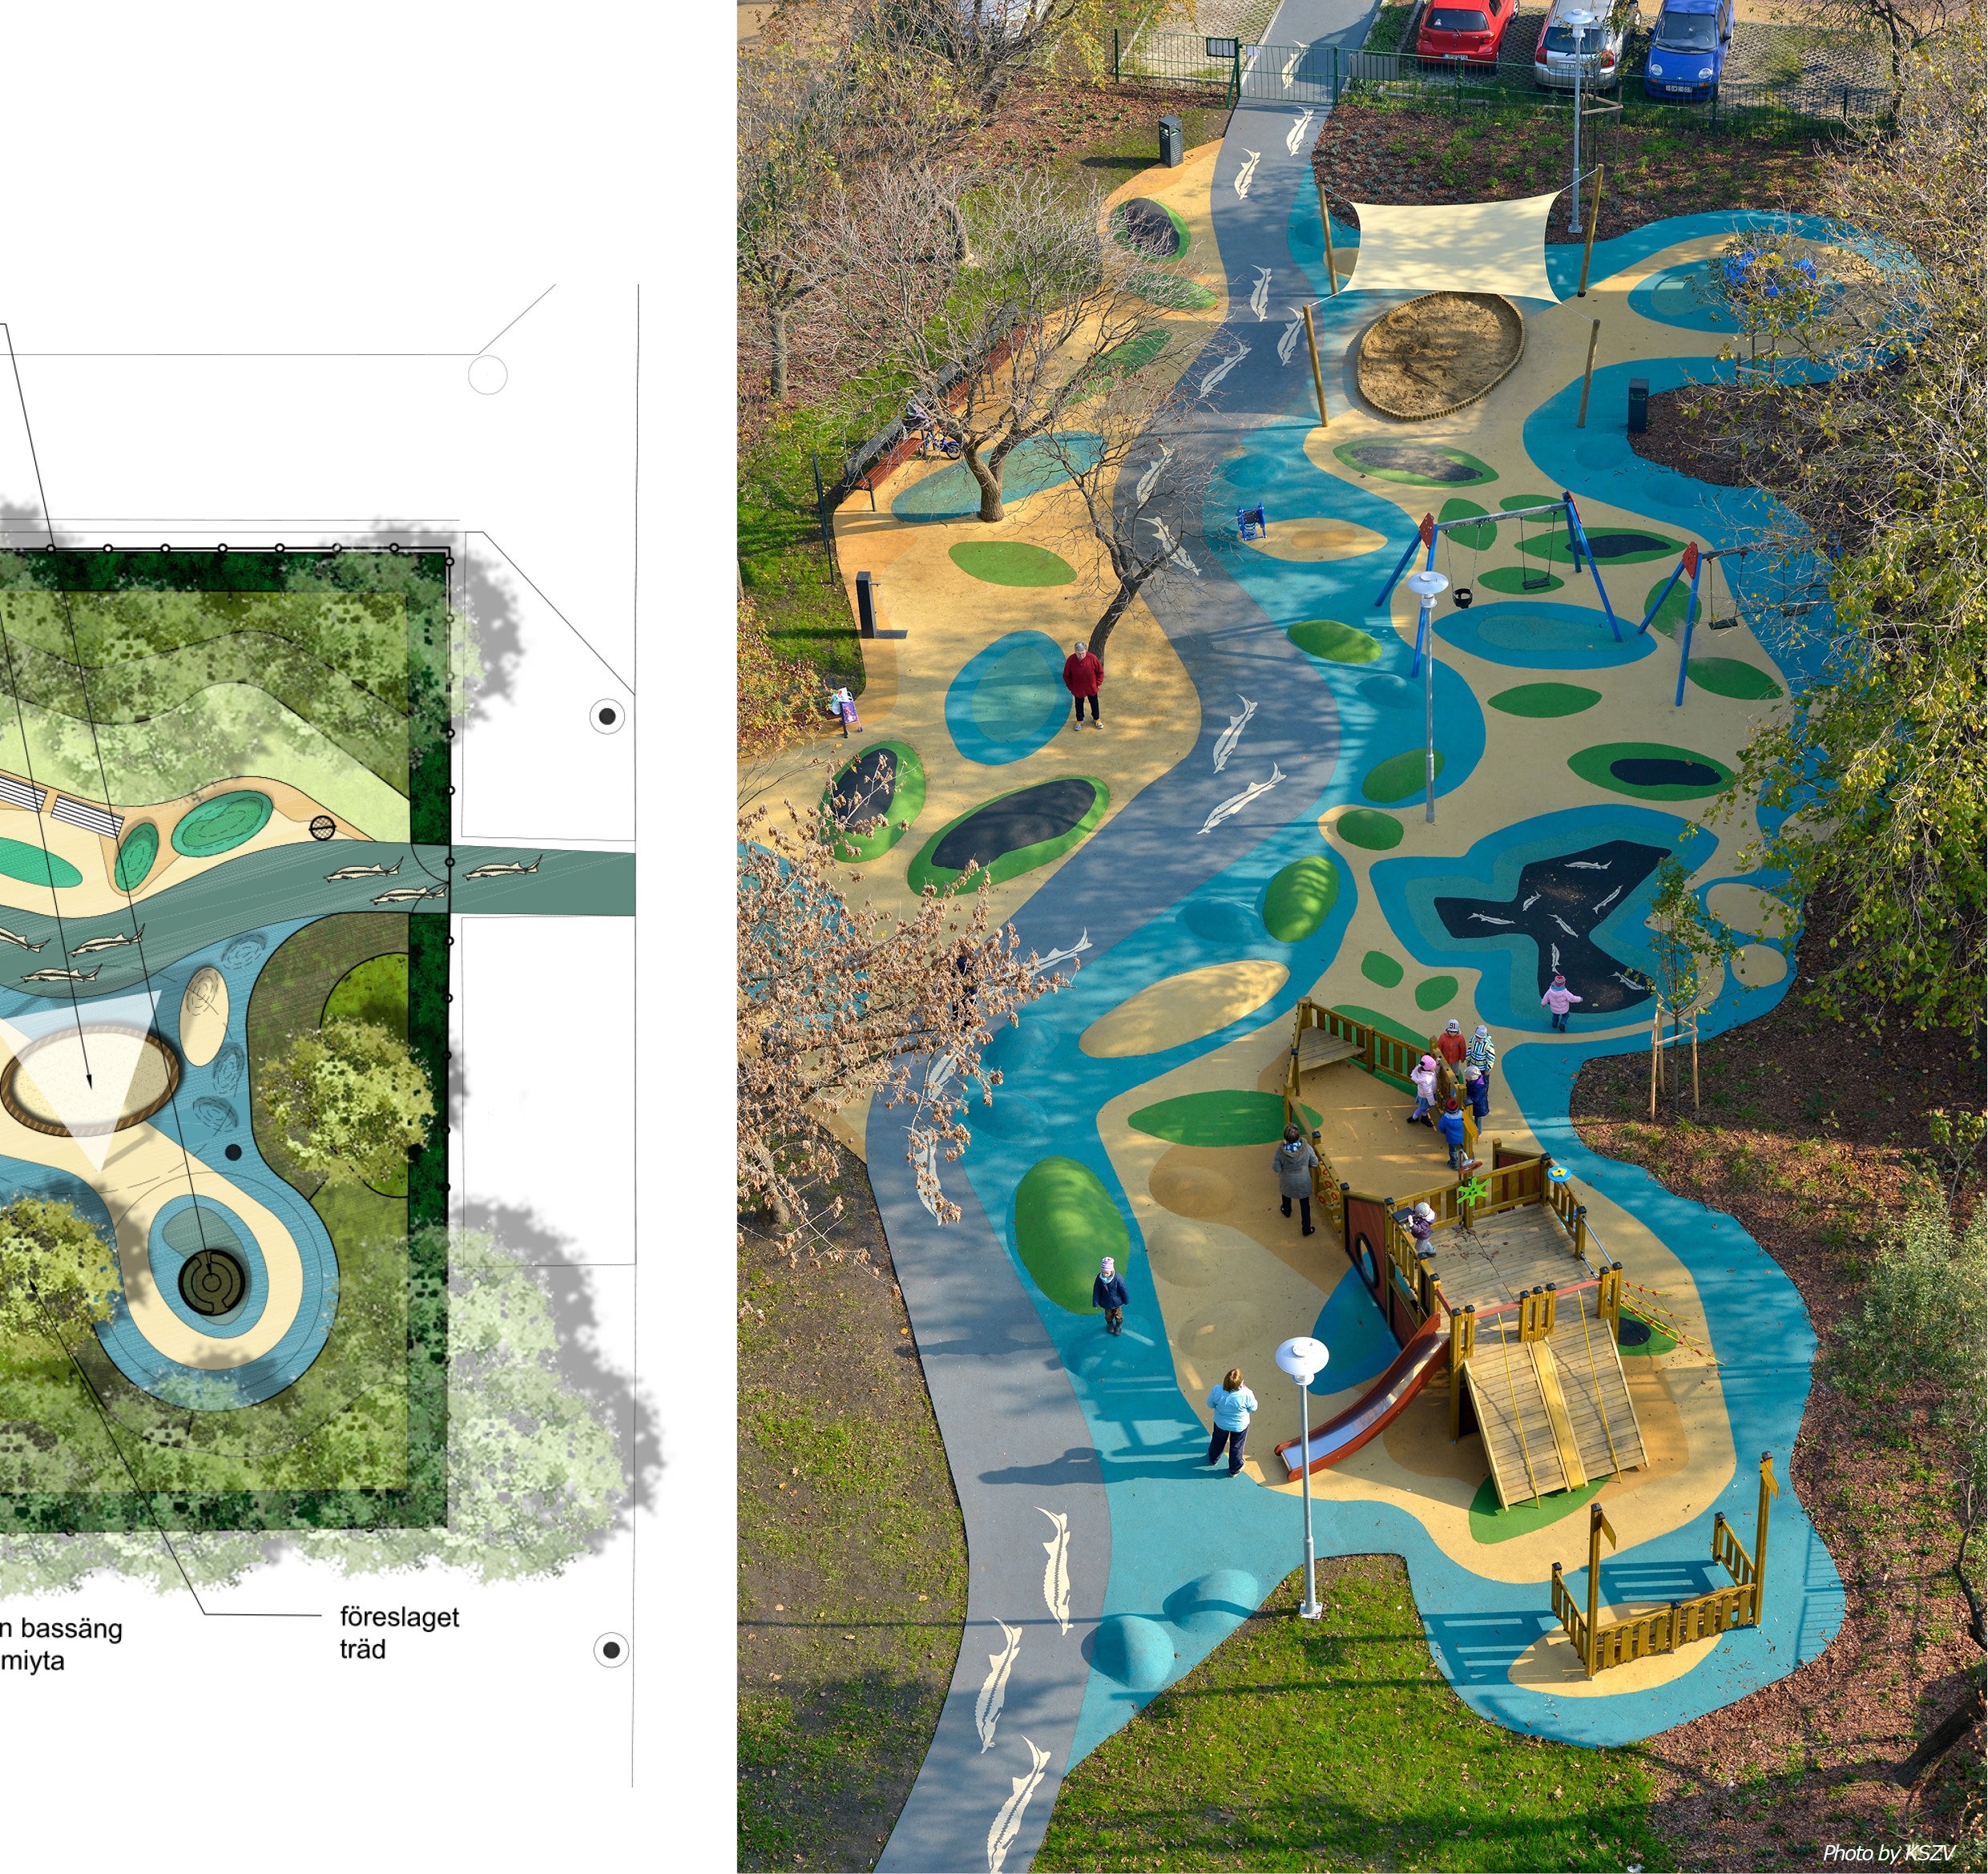 n bassäng
miyta
föreslaget
träd
Photo by KSZV